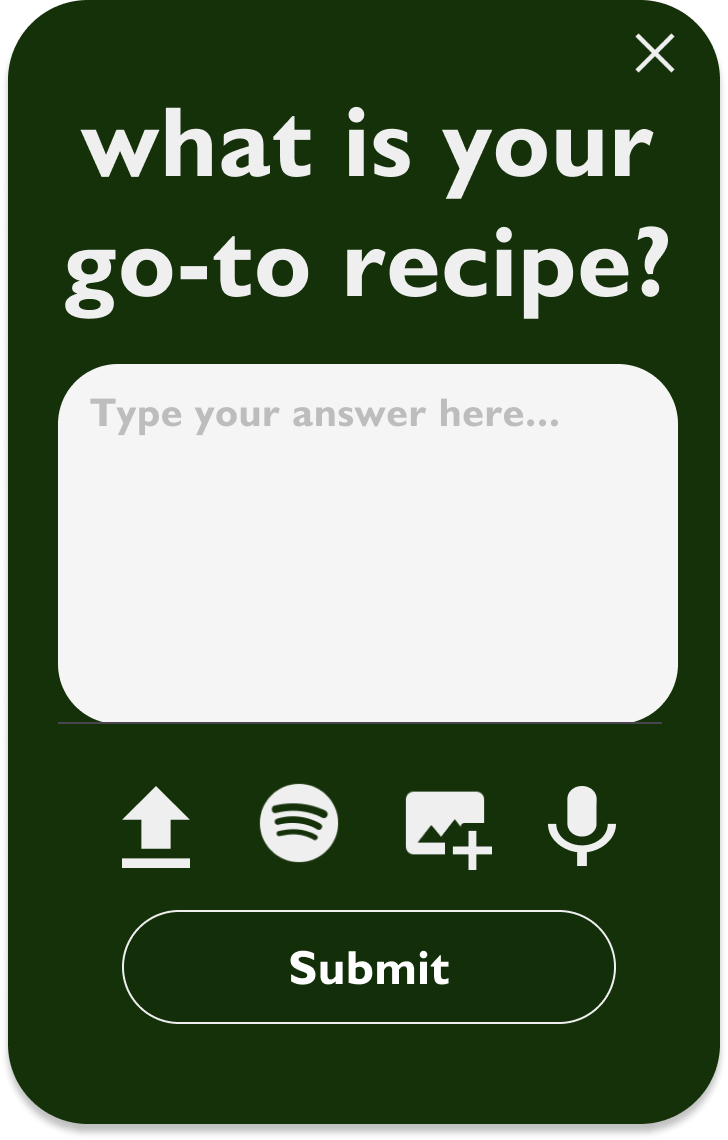 what is your
go-to recipe?
Type your answer here...
Submit